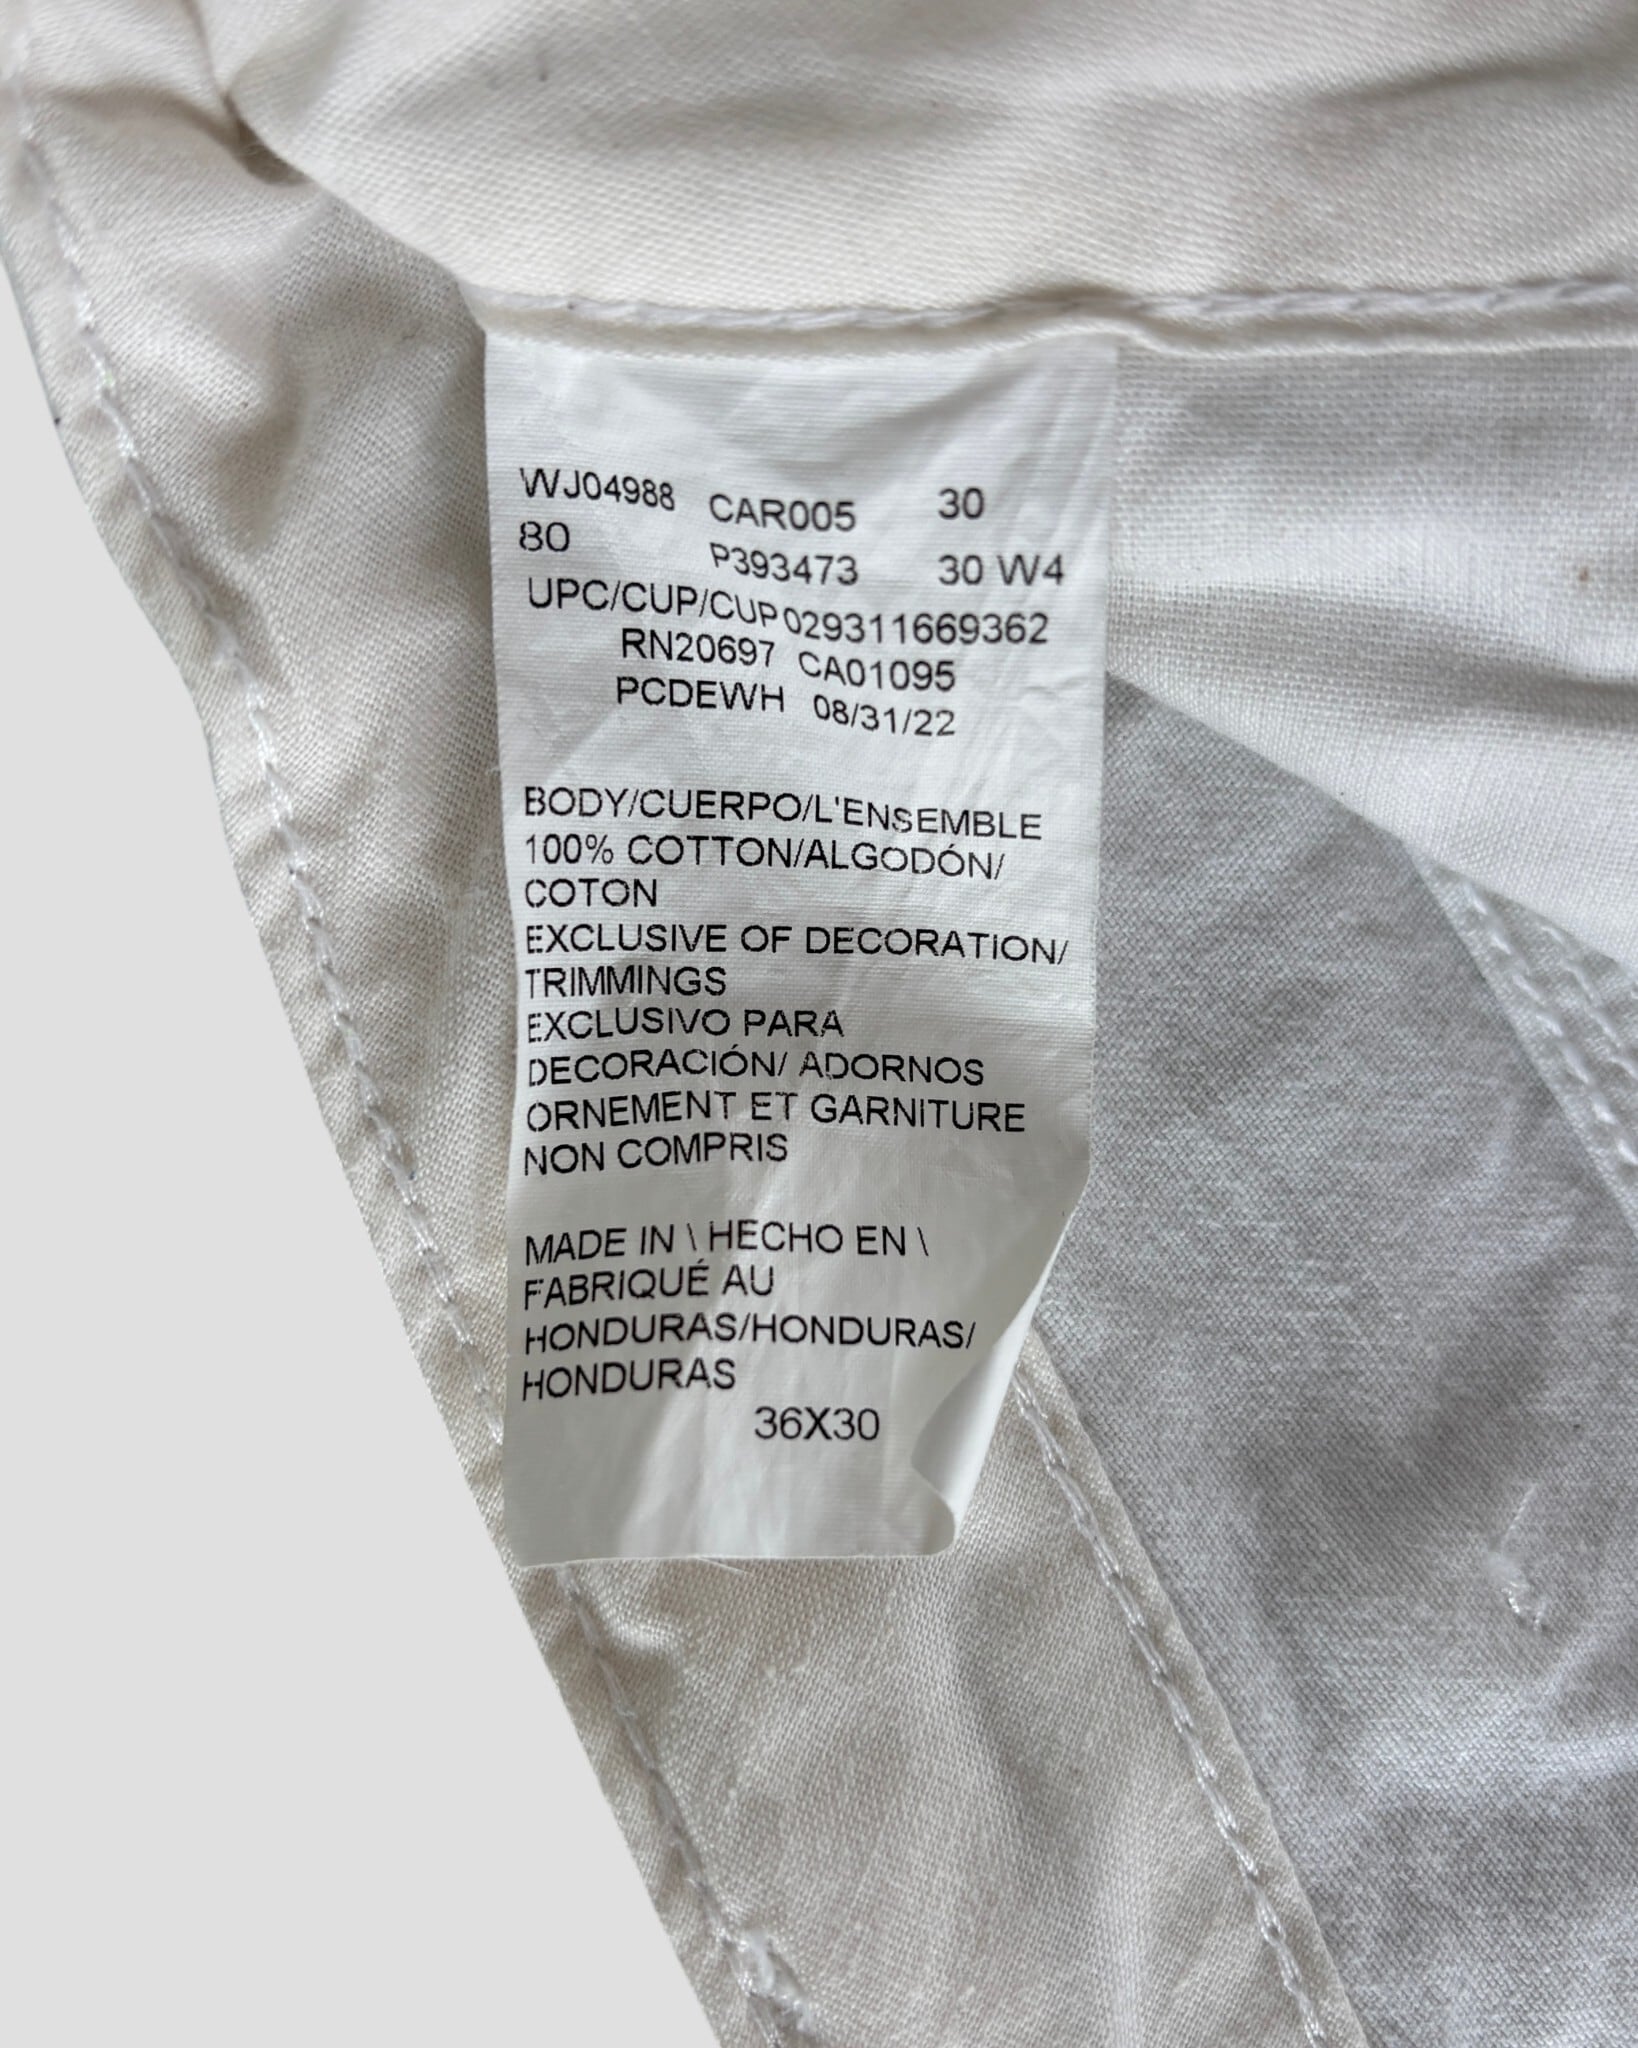 WJ04988 CAR005 30
80 P393473 30 W4
UPC/CUP/CUP 029311669362
RN20697 CA01095
PCDEWH 08/31/22
BODY/CUERPO/L'ENSEMBLE
100% COTTON/ALGODÓN/
COTON
EXCLUSIVE OF DECORATION/
TRIMMINGS
EXCLUSIVO PARA
DECORACIÓN/ ADORNOS
ORNEMENT ET GARNITURE
NON COMPRIS
MADE IN \ HECHO EN \
FABRIQUÉ AU
HONDURAS/HONDURAS/
HONDURAS
36X30